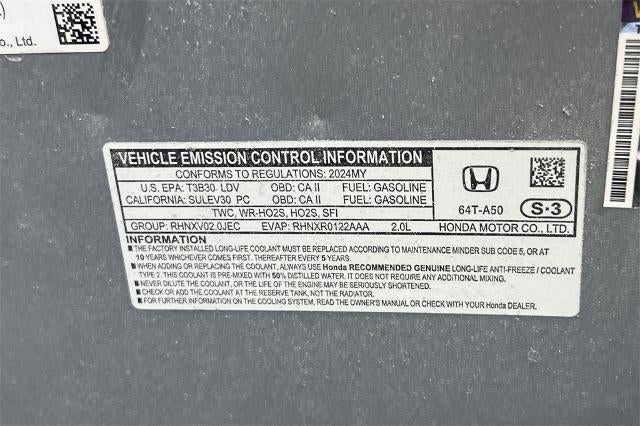 o., Ltd.
VEHICLE EMISSION CONTROL INFORMATION
CONFORMS TO REGULATIONS: 2024MY
U.S. EPA: T3B30 LDV OBD: CA II FUEL: GASOLINE
CALIFORNIA: SULEV30 PC OBD: CA II FUEL: GASOLINE
TWC, WR-HO2S, HO2S, SFI
GROUP: RHNXV02.0JEC EVAP: RHNXR0122AAA 2.0L
64T-A50 S-3
HONDA MOTOR CO., LTD.
INFORMATION
■ THE FACTORY INSTALLED LONG-LIFE COOLANT MUST BE REPLACED ACCORDING TO MAINTENANCE MINDER SUB CODE 5, OR AT
10 YEARS WHICHEVER COMES FIRST. THEREAFTER EVERY 5 YEARS.
■ WHEN ADDING OR REPLACING THE COOLANT, ALWAYS USE Honda RECOMMENDED GENUINE LONG-LIFE ANTI-FREEZE / COOLANT
TYPE 2. THIS COOLANT IS PRE-MIXED WITH 50% DISTILLED WATER. IT DOES NOT REQUIRE ANY ADDITIONAL MIXING.
■ NEVER DILUTE THE COOLANT, OR THE LIFE OF THE ENGINE MAY BE SERIOUSLY SHORTENED.
■ CHECK OR ADD THE COOLANT AT THE RESERVE TANK, NOT THE RADIATOR.
■ FOR FURTHER INFORMATION ON THE COOLING SYSTEM, READ THE OWNER'S MANUAL OR CHECK WITH YOUR Honda DEALER.